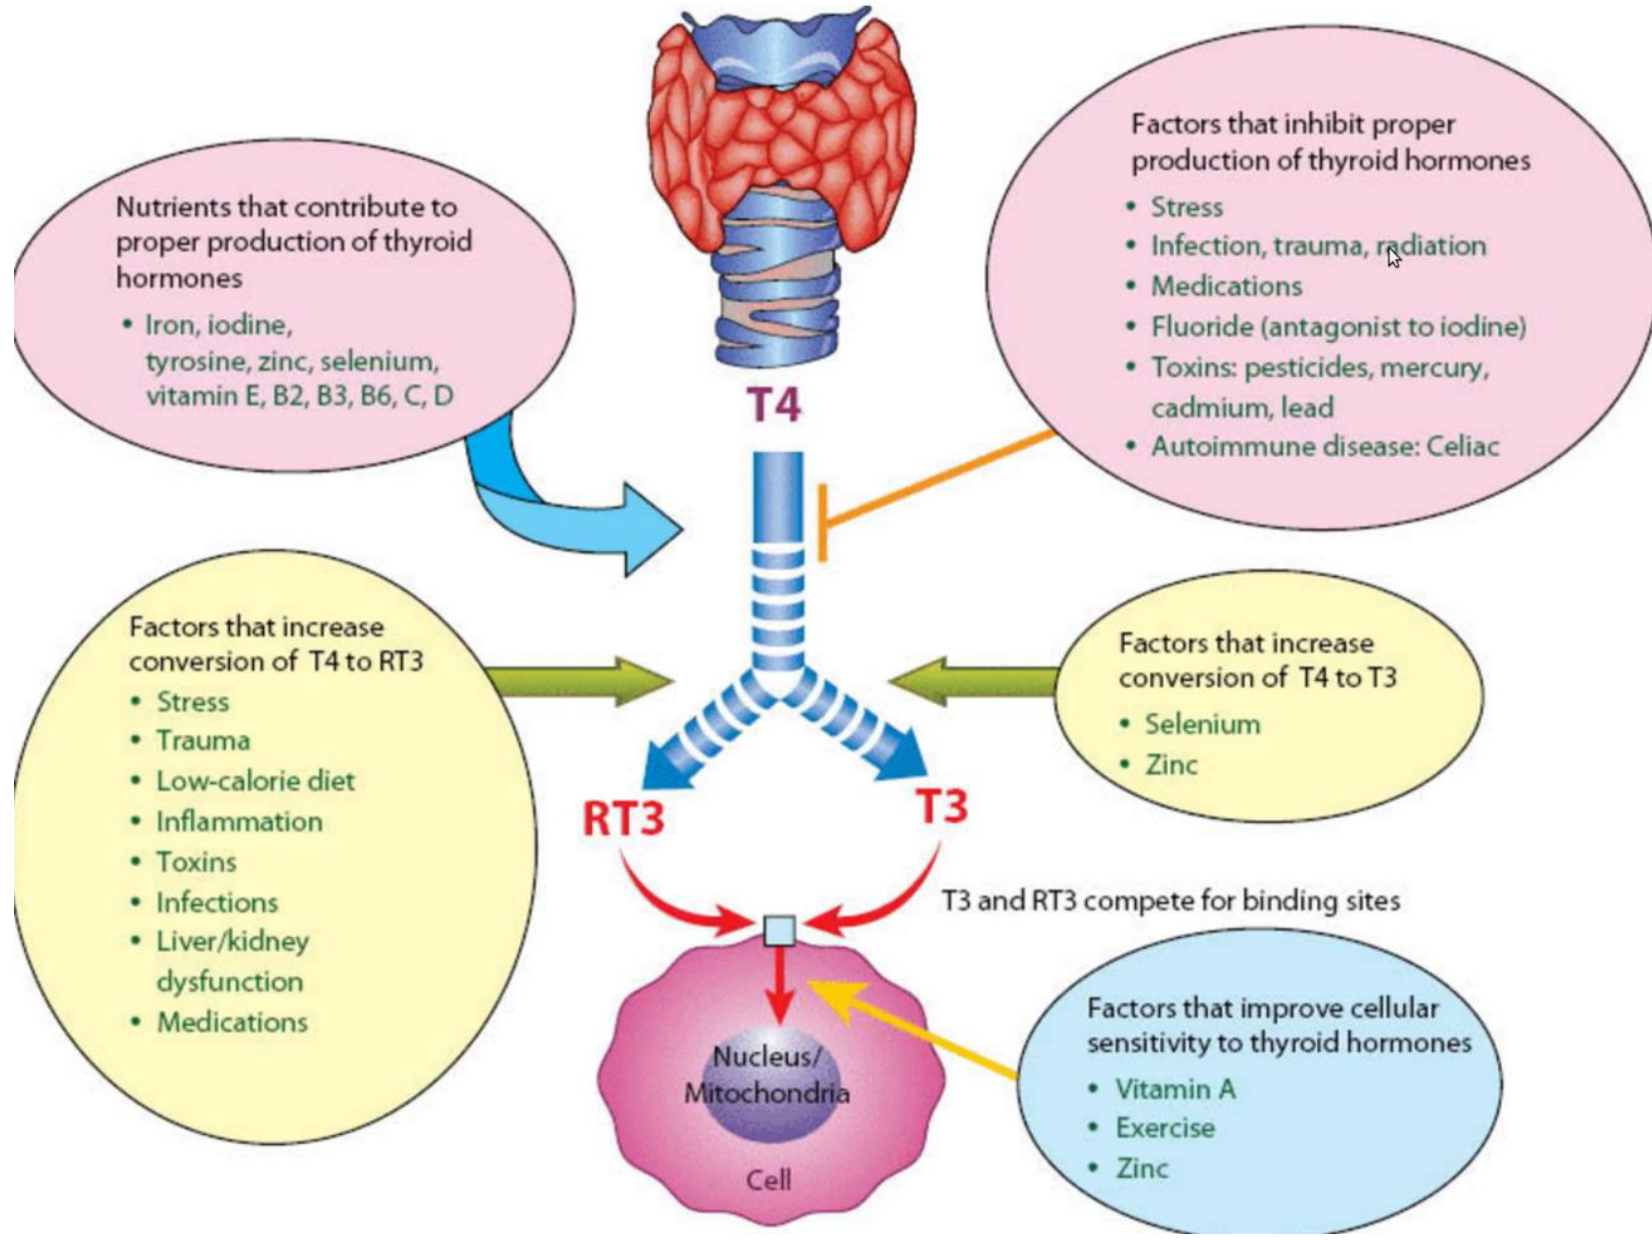 Nutrients that contribute to
proper production of thyroid
hormones
• Iron, iodine,
tyrosine, zinc, selenium,
vitamin E, B2, B3, B6, C, D
Factors that inhibit proper
production of thyroid hormones
• Stress
• Infection, trauma, radiation
• Medications
• Fluoride (antagonist to iodine)
• Toxins: pesticides, mercury,
cadmium, lead
• Autoimmune disease: Celiac
T4
Factors that increase
conversion of T4 to RT3
• Stress
• Trauma
• Low-calorie diet
• Inflammation
• Toxins
• Infections
• Liver/kidney
dysfunction
• Medications
Factors that increase
conversion of T4 to T3
• Selenium
• Zinc
RT3
T3
T3 and RT3 compete for binding sites
Nucleus/
Mitochondria
Cell
Factors that improve cellular
sensitivity to thyroid hormones
• Vitamin A
• Exercise
• Zinc